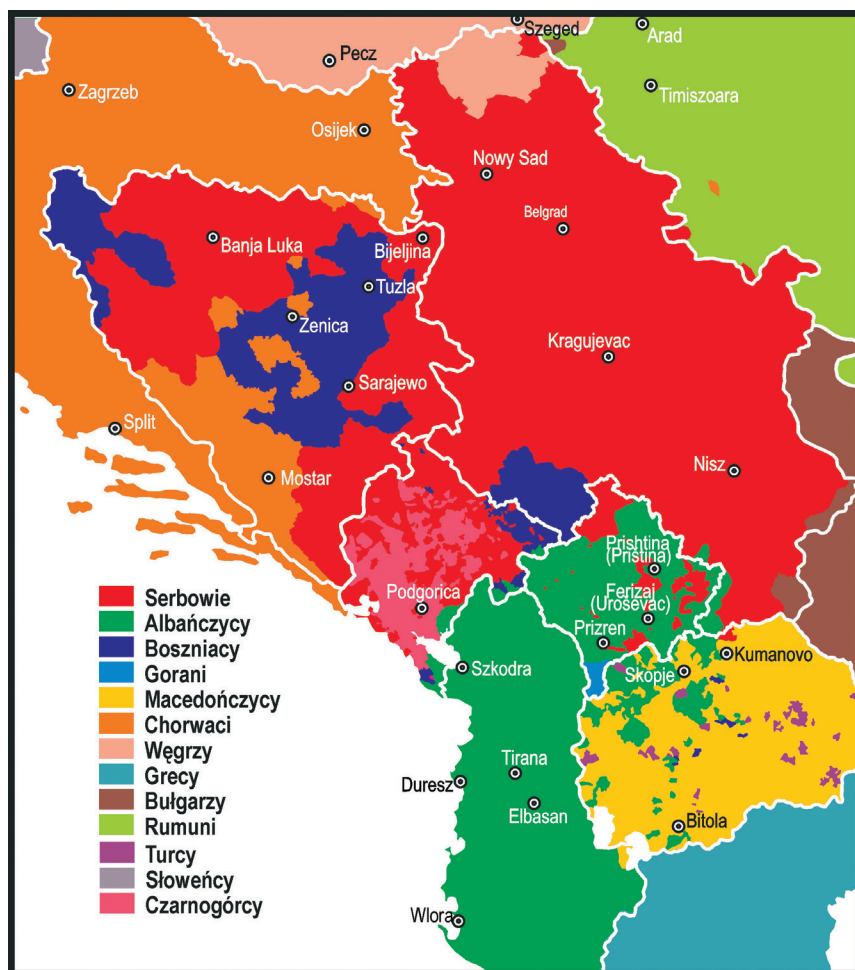 Szeged
Arad
Pecz
Zagrzeb
Timiszoara
Osijek
Nowy Sad
Belgrad
Banja Luka
Bijeljina
Tuzla
Zenica
Kragujevac
Sarajewo
Split
Mostar
Nisz
Prishtina
(Pristina)
Podgorica
Ferizaj
(Urosevac)
Prizren
Kumanovo
Szkodra
Skopje
Tirana
Duresz
Elbasan
Bitola
Wlora
Serbowie
Albańczycy
Boszniacy
Gorani
Macedończycy
Chorwaci
Węgrzy
Grecy
Bułgarzy
Rumuni
Turcy
Słoweńcy
Czarnogórcy